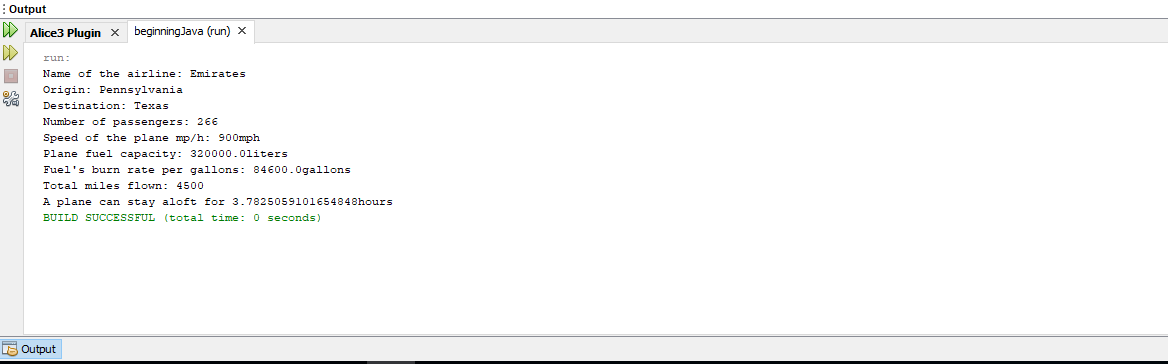 Output
Alice3 Plugin
beginningJava (run)
run:
Name of the airline: Emirates
Origin: Pennsylvania
Destination: Texas
Number of passengers: 266
Speed of the plane mp/h: 900mph
Plane fuel capacity: 320000.0liters
Fuel's burn rate per gallons: 84600.0gallons
Total miles flown: 4500
A plane can stay aloft for 3.7825059101654848hours
BUILD SUCCESSFUL (total time: 0 seconds)
Output